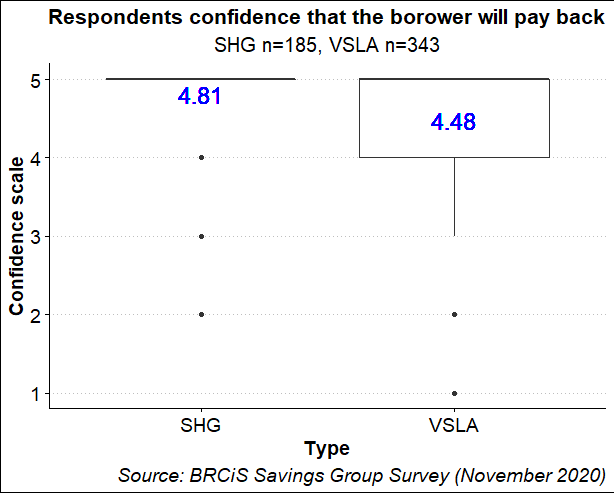 Respondents confidence that the borower will pay back
SHG n=185, VSLA n=343
Confidence scale
5
4
3
2
1
4.81
4.48
SHG
VSLA
Type
Source: BRCiS Savings Group Survey (November 2020)